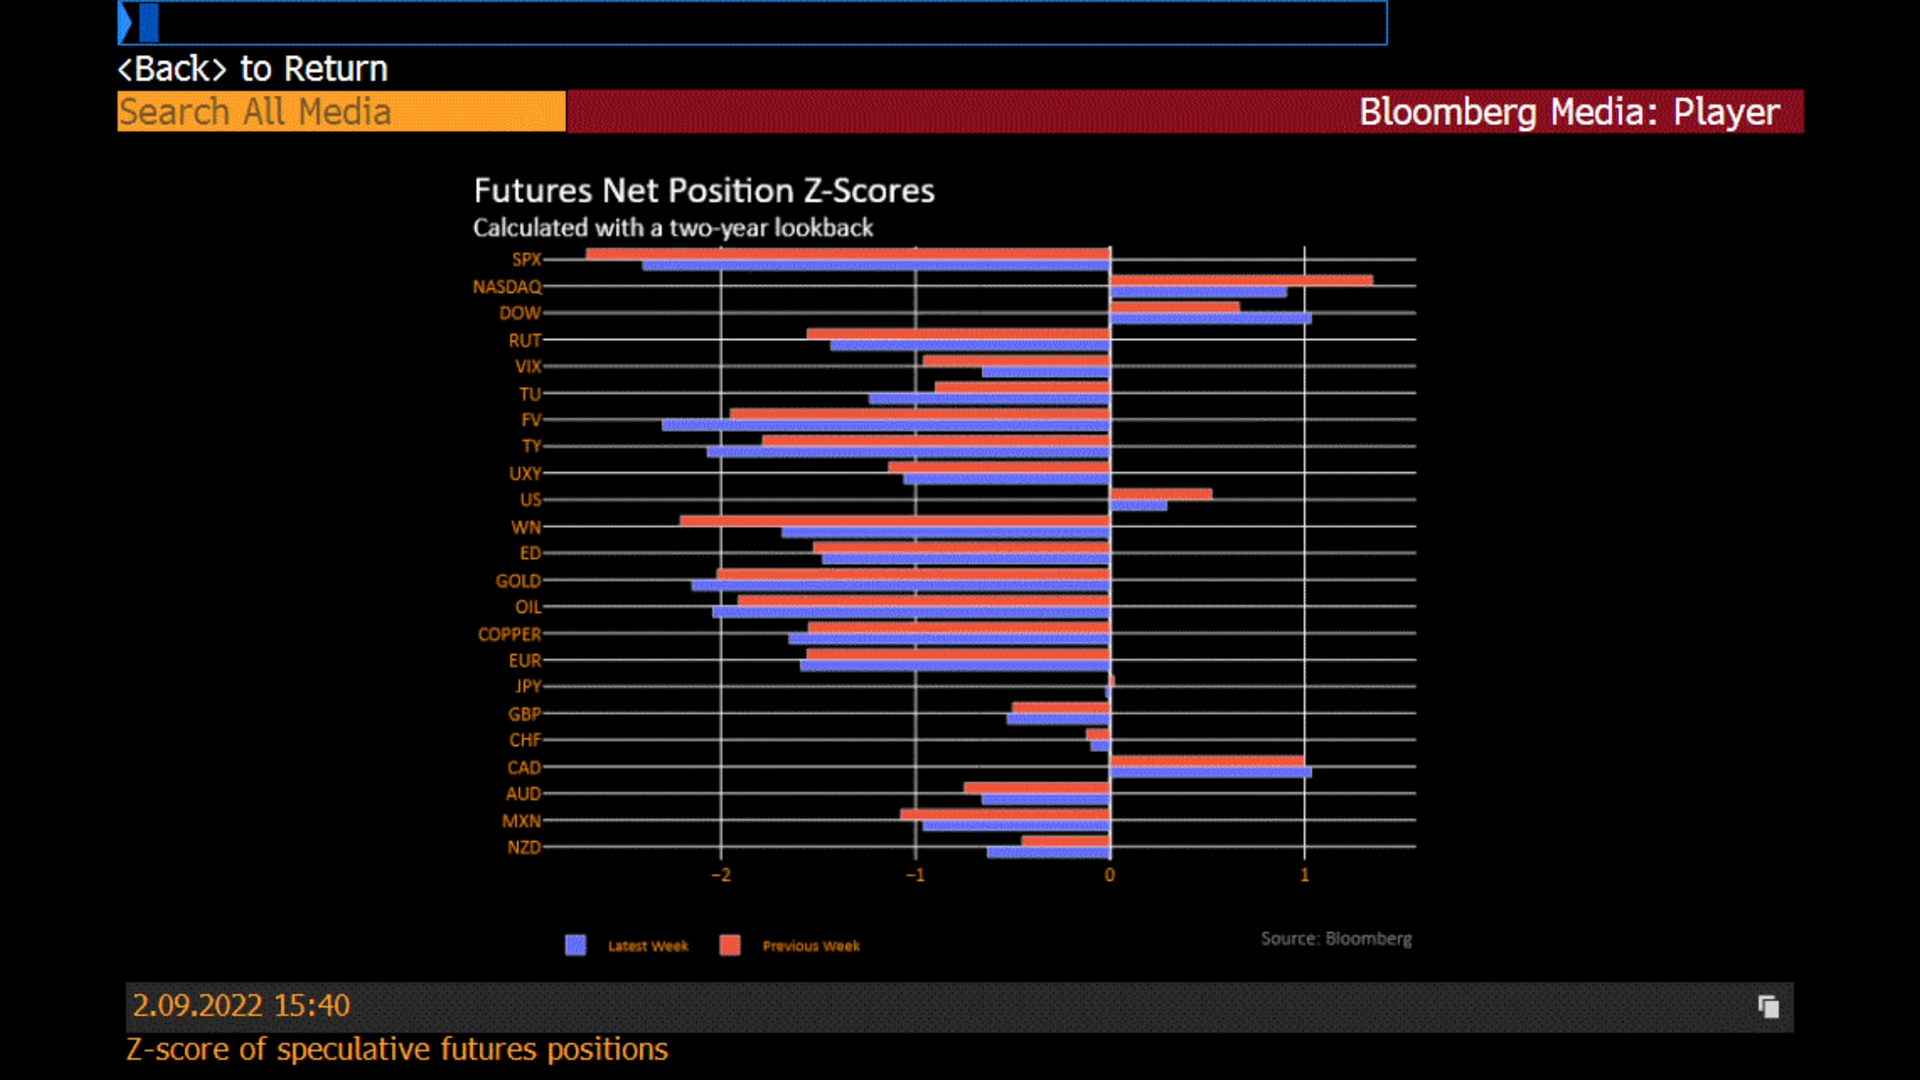 <Back> to Return
Search All Media
Bloomberg Media: Player
Futures Net Position Z-Scores
Calculated with a two-year lookback
SPX
NASDAQ
DOW
RUT
VIX
TU
FV
TY
UXY
US
WN
ED
GOLD
OIL
COPPER
EUR
JPY
GBP
CHF
CAD
AUD
MXN
NZD
−2 −1 0 1
Latest Week Previous Week
Source: Bloomberg
2.09.2022 15:40
Z-score of speculative futures positions